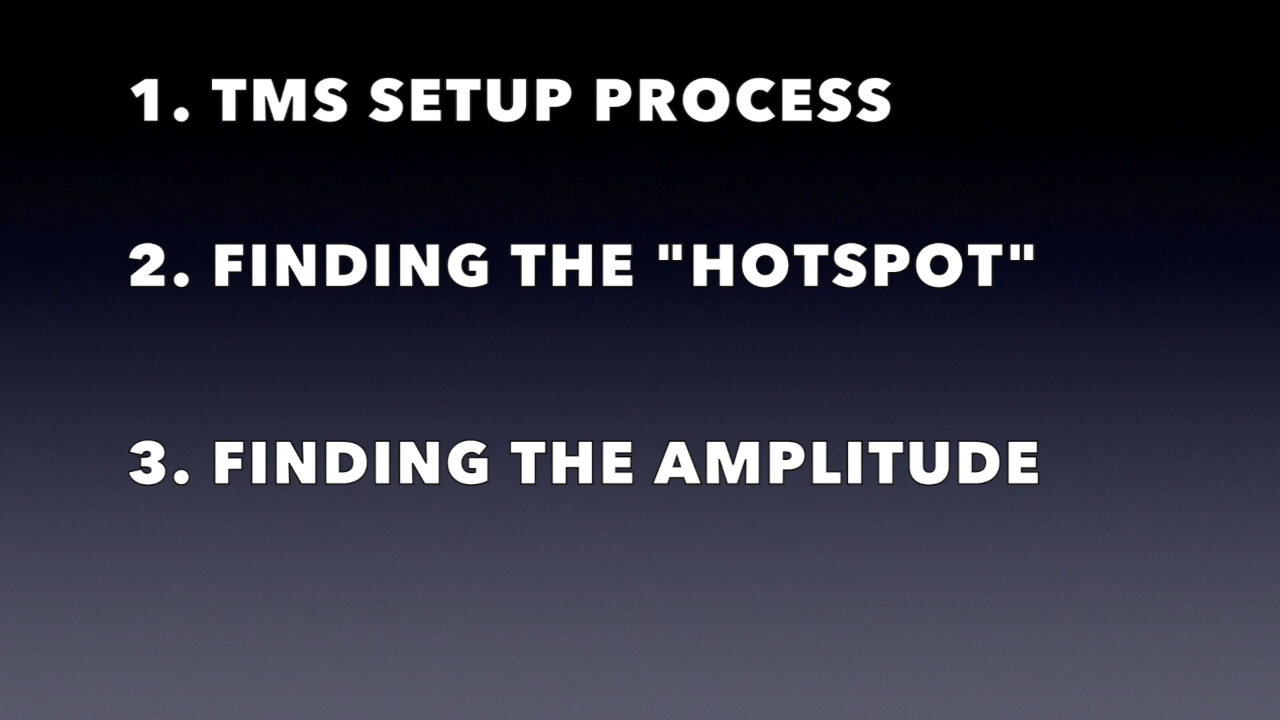 1. TMS SETUP PROCESS
2. FINDING THE "HOTSPOT"
3. FINDING THE AMPLITUDE